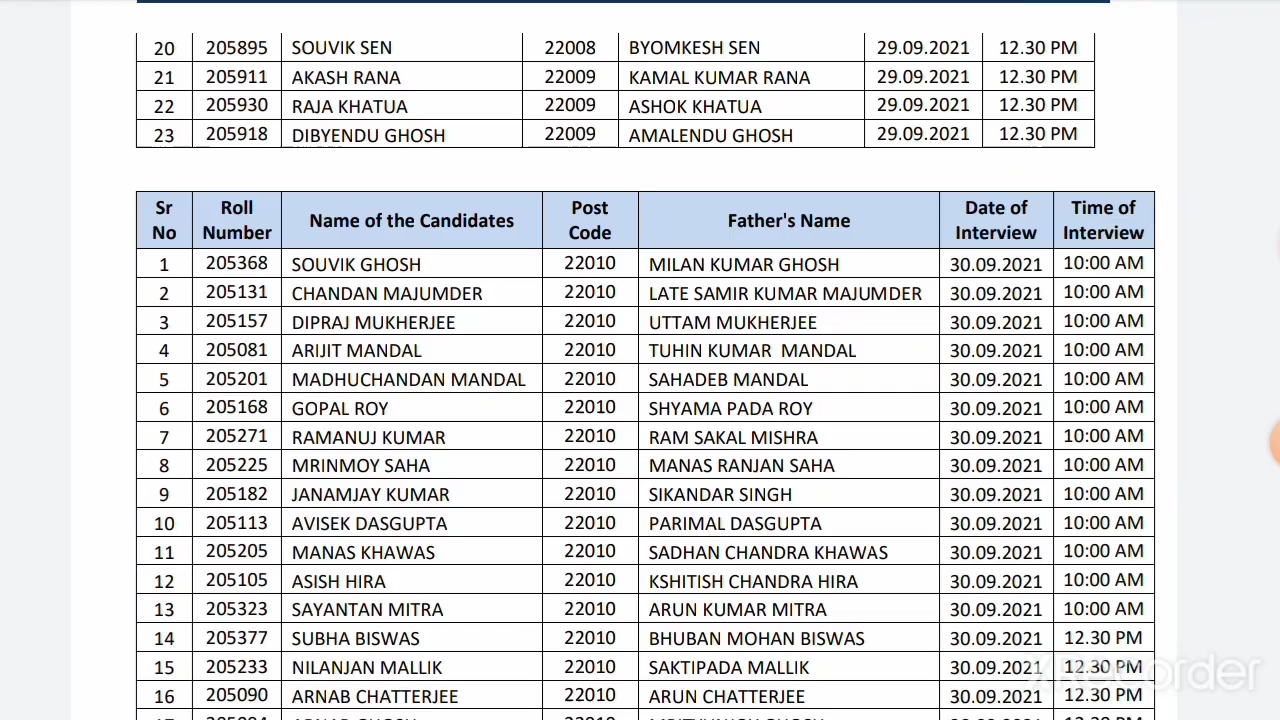 20 205895 SOUVIK SEN 22008 BYOMKESH SEN 29.09.2021 12.30 PM
21 205911 AKASH RANA 22009 KAMAL KUMAR RANA 29.09.2021 12.30 PM
22 205930 RAJA KHATUA 22009 ASHOK KHATUA 29.09.2021 12.30 PM
23 205918 DIBYENDU GHOSH 22009 AMALENDU GHOSH 29.09.2021 12.30 PM
Sr No Roll Number Name of the Candidates Post Code Father's Name Date of Interview Time of Interview
1 205368 SOUVIK GHOSH 22010 MILAN KUMAR GHOSH 30.09.2021 10:00 AM
2 205131 CHANDAN MAJUMDER 22010 LATE SAMIR KUMAR MAJUMDER 30.09.2021 10:00 AM
3 205157 DIPRAJ MUKHERJEE 22010 UTTAM MUKHERJEE 30.09.2021 10:00 AM
4 205081 ARIJIT MANDAL 22010 TUHIN KUMAR MANDAL 30.09.2021 10:00 AM
5 205201 MADHUCHANDAN MANDAL 22010 SAHADEB MANDAL 30.09.2021 10:00 AM
6 205168 GOPAL ROY 22010 SHYAMA PADA ROY 30.09.2021 10:00 AM
7 205271 RAMANUJ KUMAR 22010 RAM SAKAL MISHRA 30.09.2021 10:00 AM
8 205225 MRINMOY SAHA 22010 MANAS RANJAN SAHA 30.09.2021 10:00 AM
9 205182 JANAMJAY KUMAR 22010 SIKANDAR SINGH 30.09.2021 10:00 AM
10 205113 AVISEK DASGUPTA 22010 PARIMAL DASGUPTA 30.09.2021 10:00 AM
11 205205 MANAS KHAWAS 22010 SADHAN CHANDRA KHAWAS 30.09.2021 10:00 AM
12 205105 ASISH HIRA 22010 KSHITISH CHANDRA HIRA 30.09.2021 10:00 AM
13 205323 SAYANTAN MITRA 22010 ARUN KUMAR MITRA 30.09.2021 10:00 AM
14 205377 SUBHA BISWAS 22010 BHUBAN MOHAN BISWAS 30.09.2021 12.30 PM
15 205233 NILANJAN MALLIK 22010 SAKTIPADA MALLIK 30.09.2021 12.30 PM
16 205090 ARNAB CHATTERJEE 22010 ARUN CHATTERJEE 30.09.2021 12.30 PM
XRecorder